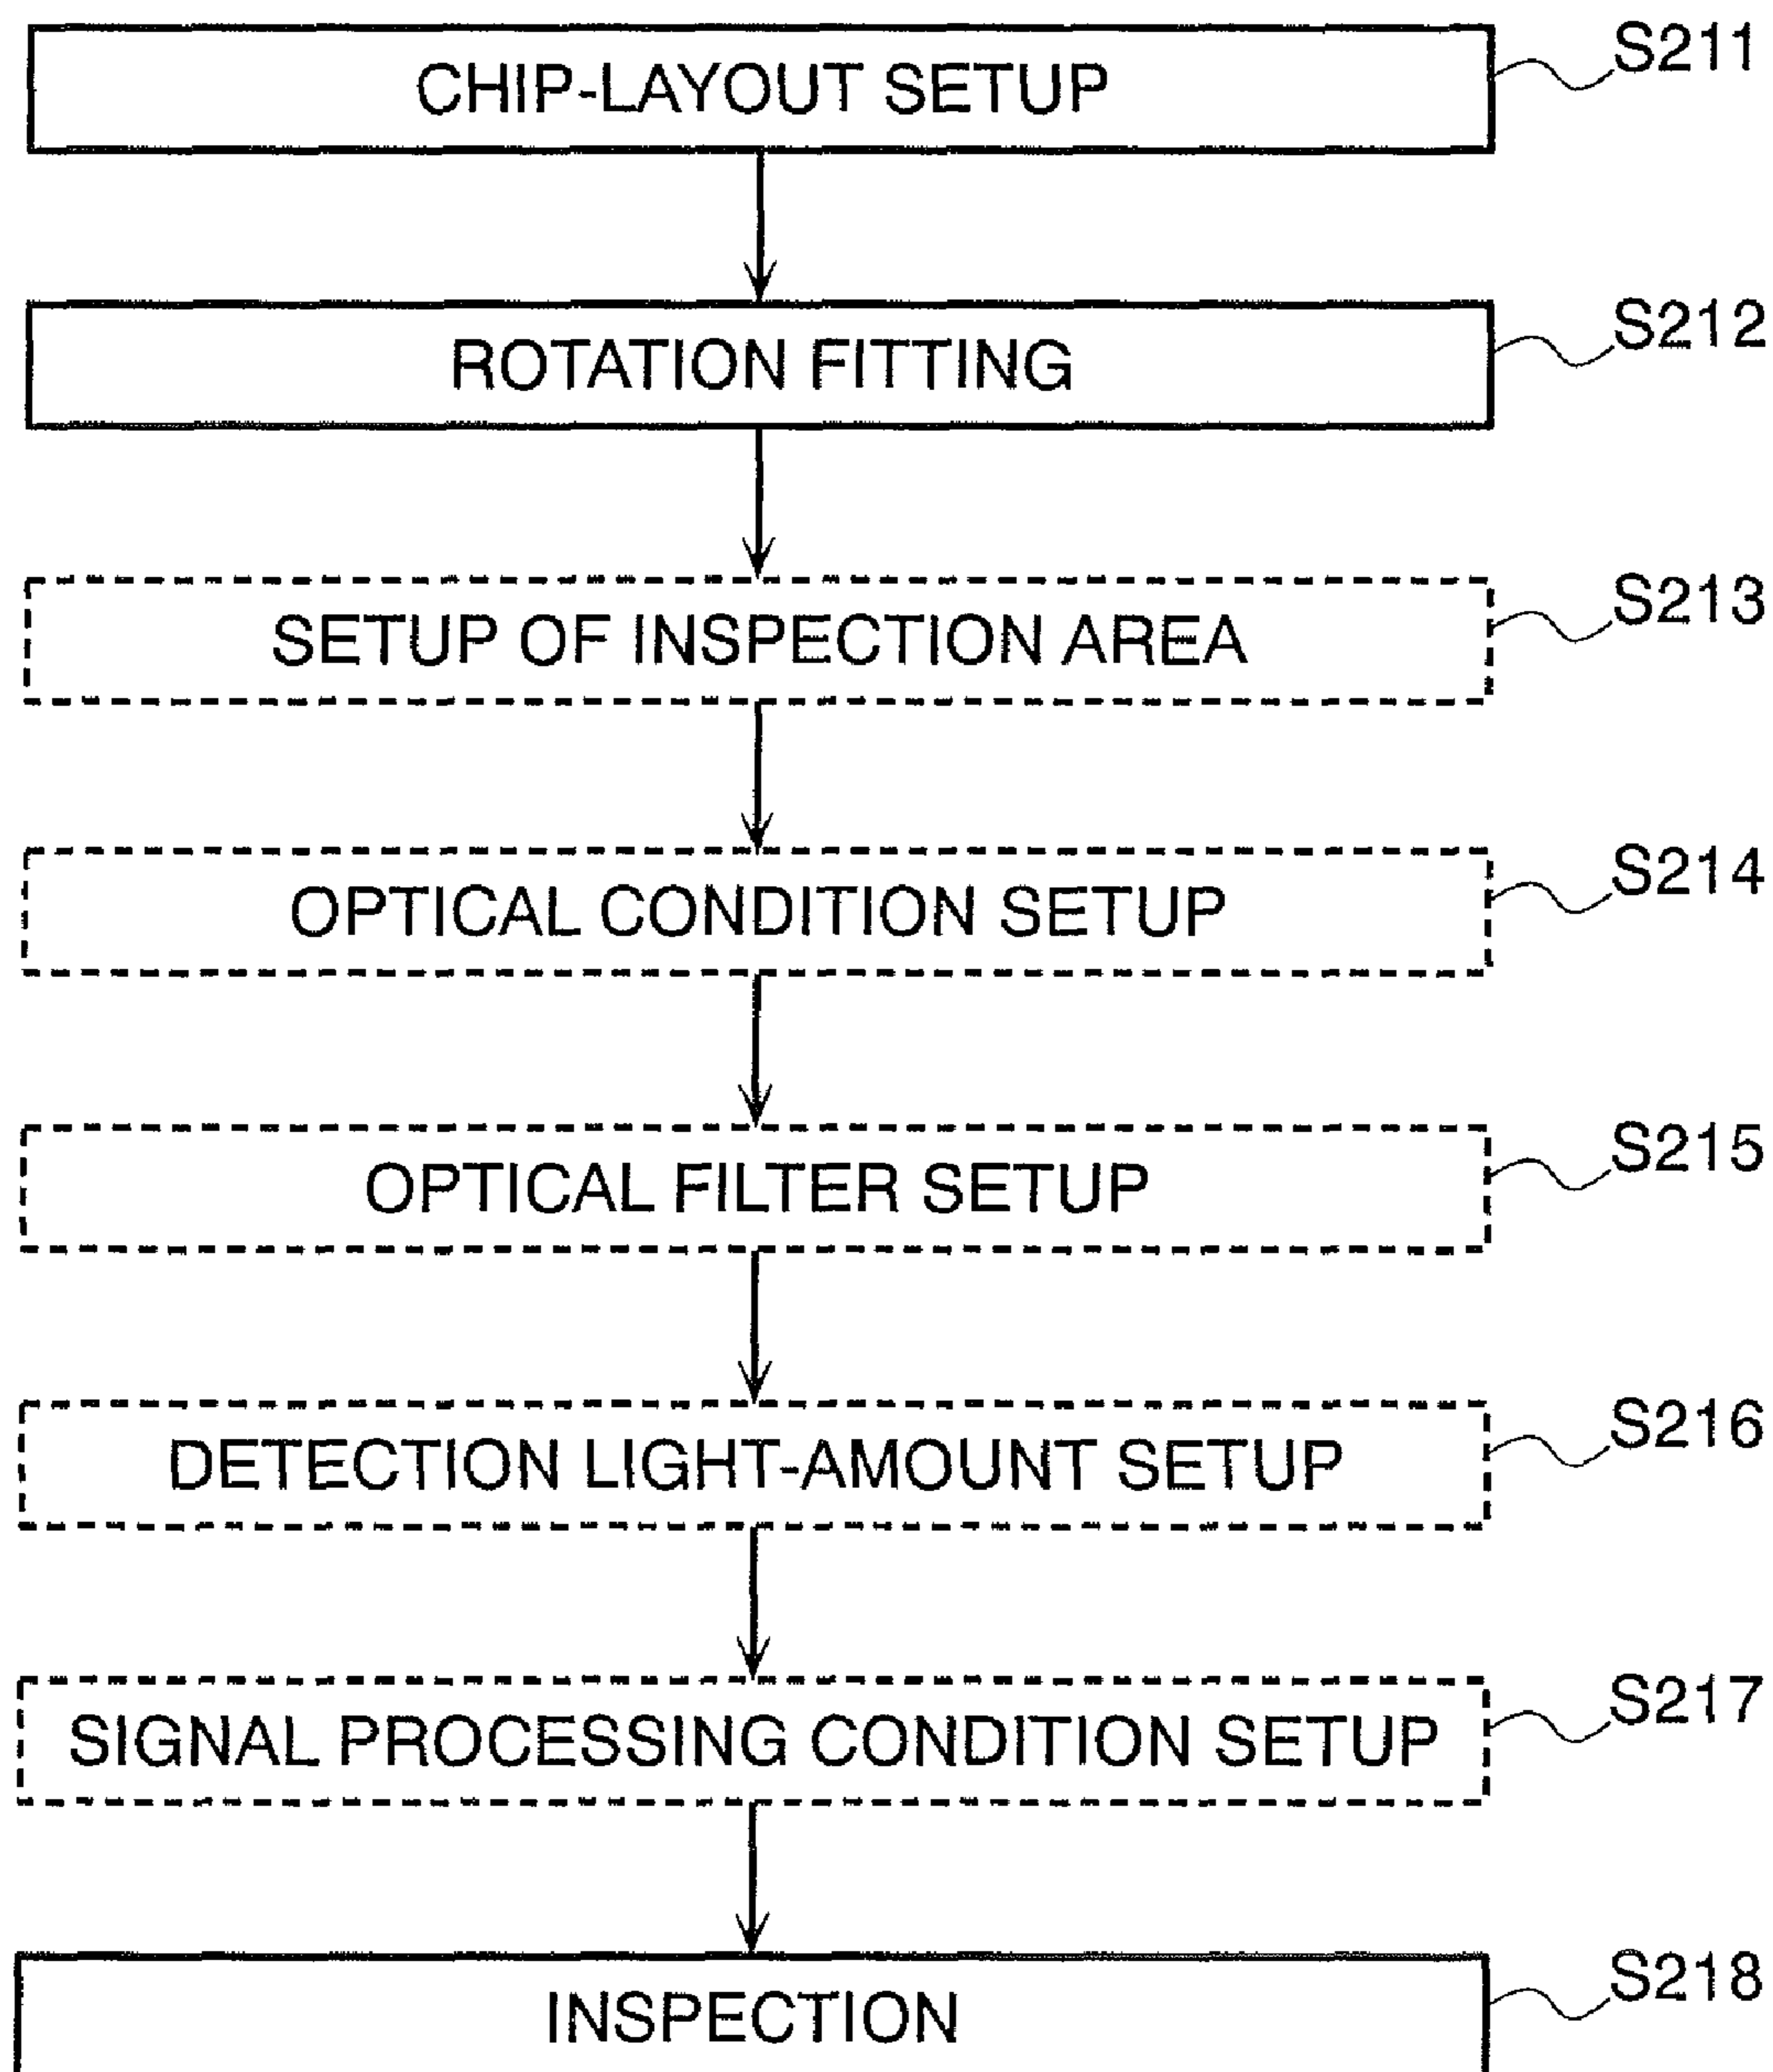 CHIP-LAYOUT SETUP S211
ROTATION FITTING S212
SETUP OF INSPECTION AREA S213
OPTICAL CONDITION SETUP S214
OPTICAL FILTER SETUP S215
DETECTION LIGHT-AMOUNT SETUP S216
SIGNAL PROCESSING CONDITION SETUP S217
INSPECTION S218